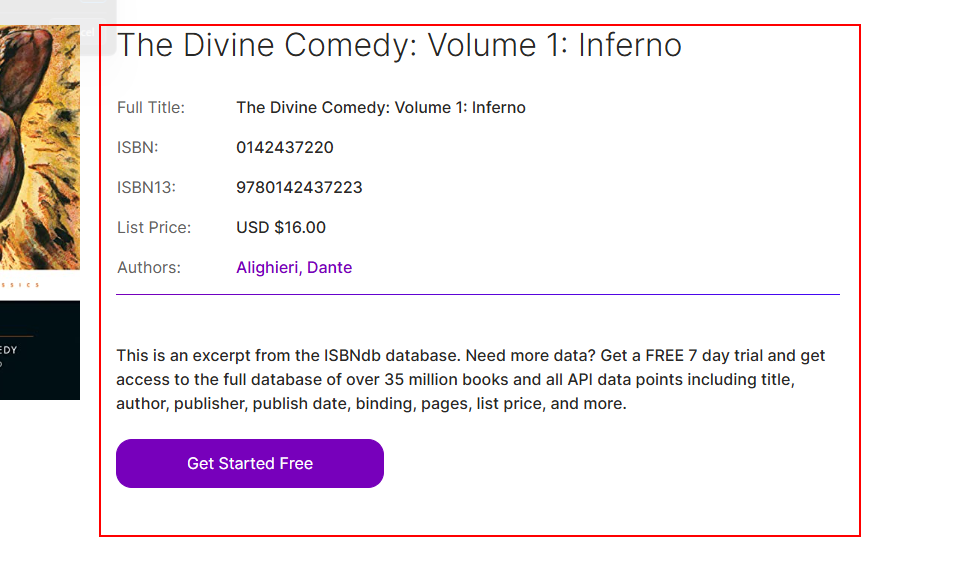 The Divine Comedy: Volume 1: Inferno
Full Title: The Divine Comedy: Volume 1: Inferno
ISBN: 0142437220
ISBN13: 9780142437223
List Price: USD $16.00
Authors: Alighieri, Dante
This is an excerpt from the ISBNdb database. Need more data? Get a FREE 7 day trial and get
access to the full database of over 35 million books and all API data points including title,
author, publisher, publish date, binding, pages, list price, and more.
Get Started Free